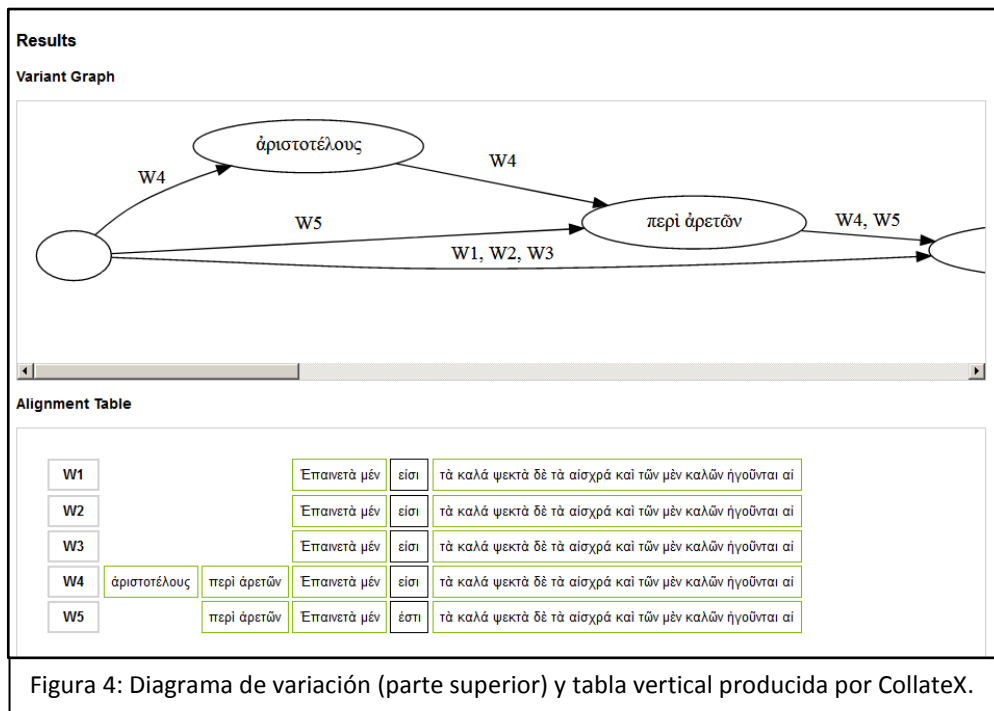 Results
Variant Graph
ἀριστοτέλους
W4
W4
περὶ ἀρετῶν
W4, W5
W5
W1, W2, W3
Alignment Table
W1 Ἐπαινετὰ μέν εἰσι τὰ καλά ψεκτὰ δὲ τὰ αἰσχρά καὶ τῶν μὲν καλῶν ἡγοῦνται αἱ
W2 Ἐπαινετὰ μέν εἰσι τὰ καλά ψεκτὰ δὲ τὰ αἰσχρά καὶ τῶν μὲν καλῶν ἡγοῦνται αἱ
W3 Ἐπαινετὰ μέν εἰσι τὰ καλά ψεκτὰ δὲ τὰ αἰσχρά καὶ τῶν μὲν καλῶν ἡγοῦνται αἱ
W4 ἀριστοτέλους περὶ ἀρετῶν Ἐπαινετὰ μέν εἰσι τὰ καλά ψεκτὰ δὲ τὰ αἰσχρά καὶ τῶν μὲν καλῶν ἡγοῦνται αἱ
W5 περὶ ἀρετῶν Ἐπαινετὰ μέν ἐστι τὰ καλά ψεκτὰ δὲ τὰ αἰσχρά καὶ τῶν μὲν καλῶν ἡγοῦνται αἱ
Figura 4: Diagrama de variación (parte superior) y tabla vertical producida por CollateX.